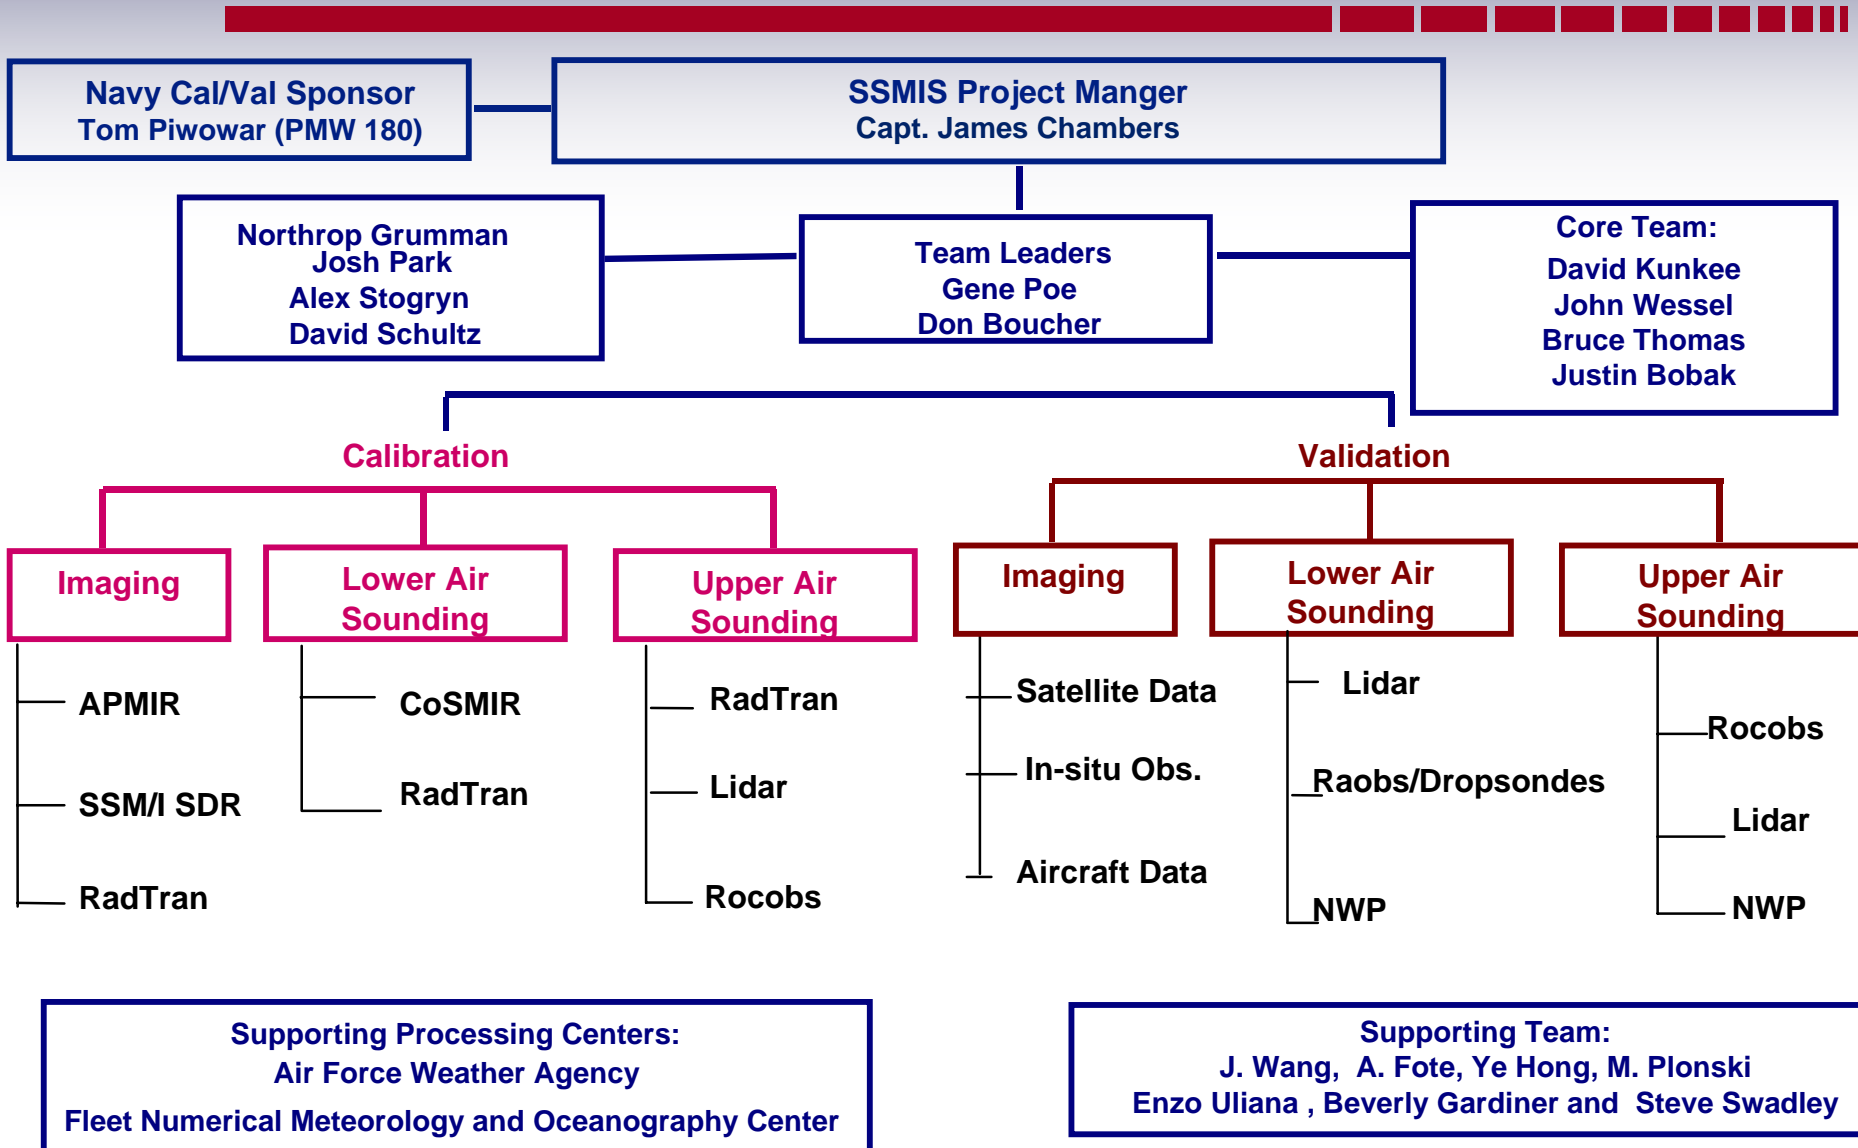 Navy Cal/Val Sponsor
Tom Piwowar (PMW 180)
SSMIS Project Manger
Capt. James Chambers
Northrop Grumman
Josh Park
Alex Stogryn
David Schultz
Team Leaders
Gene Poe
Don Boucher
Core Team:
David Kunkee
John Wessel
Bruce Thomas
Justin Bobak
Calibration
Validation
Imaging
Lower Air
Sounding
Upper Air
Sounding
Imaging
Lower Air
Sounding
Upper Air
Sounding
APMIR
SSM/I SDR
RadTran
CoSMIR
RadTran
RadTran
Lidar
Rocobs
Satellite Data
In-situ Obs.
Aircraft Data
Lidar
Raobs/Dropsondes
NWP
Rocobs
Lidar
NWP
Supporting Processing Centers:
Air Force Weather Agency
Fleet Numerical Meteorology and Oceanography Center
Supporting Team:
J. Wang,  A. Fote, Ye Hong, M. Plonski
Enzo Uliana , Beverly Gardiner and  Steve Swadley